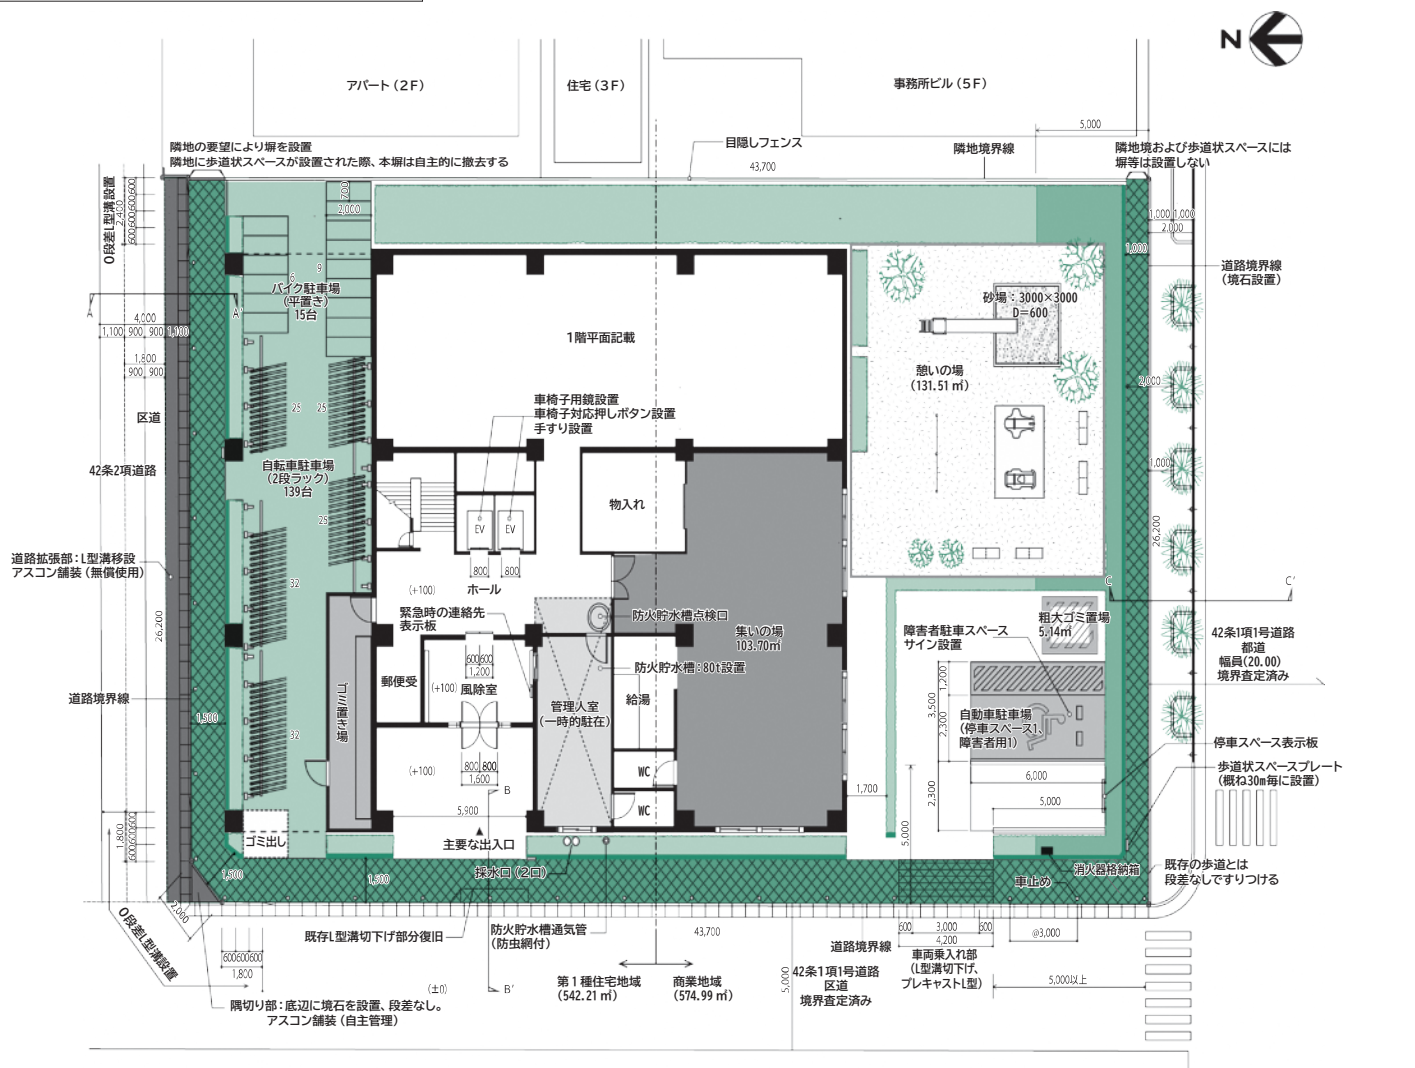 N
アパート（2F）
住宅（3F）
事務所ビル（5F）
5,000
隣地の要望により塀を設置
隣地に歩道状スペースが設置された際、本塀は自主的に撤去する
目隠しフェンス
43,700
隣地境界線
隣地境および歩道状スペースには
塀等は設置しない
0段差L型溝設置
2,400
600600600600
700
2,000
1,000 1,000
2,000
1,000
道路境界線
（境石設置）
9
6
バイク駐車場
（平置き）
15台
A
A'
4,000
1,100 900 900 1,100
1,800
900 900
砂場：3000×3000
D=600
1階平面記載
憩いの場
（131.51㎡）
2,000
区道
25 25
車椅子用鏡設置
車椅子対応押しボタン設置
手すり設置
42条2項道路
自転車駐車場
（2段ラック）
139台
1,000
25
物入れ
EV EV
26,200
道路拡張部：L型溝移設
アスコン舗装（無償使用）
32
800 800
(+100)
ホール
C
C'
26,200
緊急時の連絡先
表示板
防火貯水槽点検口
集いの場
103.70㎡
粗大ゴミ置場
5.14㎡
障害者駐車スペース
サイン設置
42条1項1号道路
都道
幅員(20.00)
境界査定済み
600600
1,200
防火貯水槽：80t設置
道路境界線
ゴミ置き場
郵便受
(+100)
風除室
給湯
1,200
3,500
2,300
1,500
32
管理人室
（一時的駐在）
自動車駐車場
（停車スペース1、
障害者用1）
停車スペース表示板
(+100)
800 800
1,600
WC
6,000
歩道状スペースプレート
（概ね30m毎に設置）
B
1,700
2,300
5,000
5,900
WC
5,000
1,800
600600600
ゴミ出し
主要な出入口
1,500
1,500
採水口（2口）
車止め
消火器格納箱
既存の歩道とは
段差なしですりつける
2,000
0段差L型溝設置
既存L型溝切下げ部分復旧
防火貯水槽通気管
（防虫網付）
43,700
道路境界線
600 3,000 600
4,200
@3,000
600600600
1,800
車両乗入れ部
（L型溝切下げ、
プレキャストL型）
第1種住宅地域
（542.21㎡）
商業地域
（574.99㎡）
5,000
42条1項1号道路
区道
境界査定済み
5,000以上
(±0)
B'
隅切り部：底辺に境石を設置、段差なし。
アスコン舗装（自主管理）